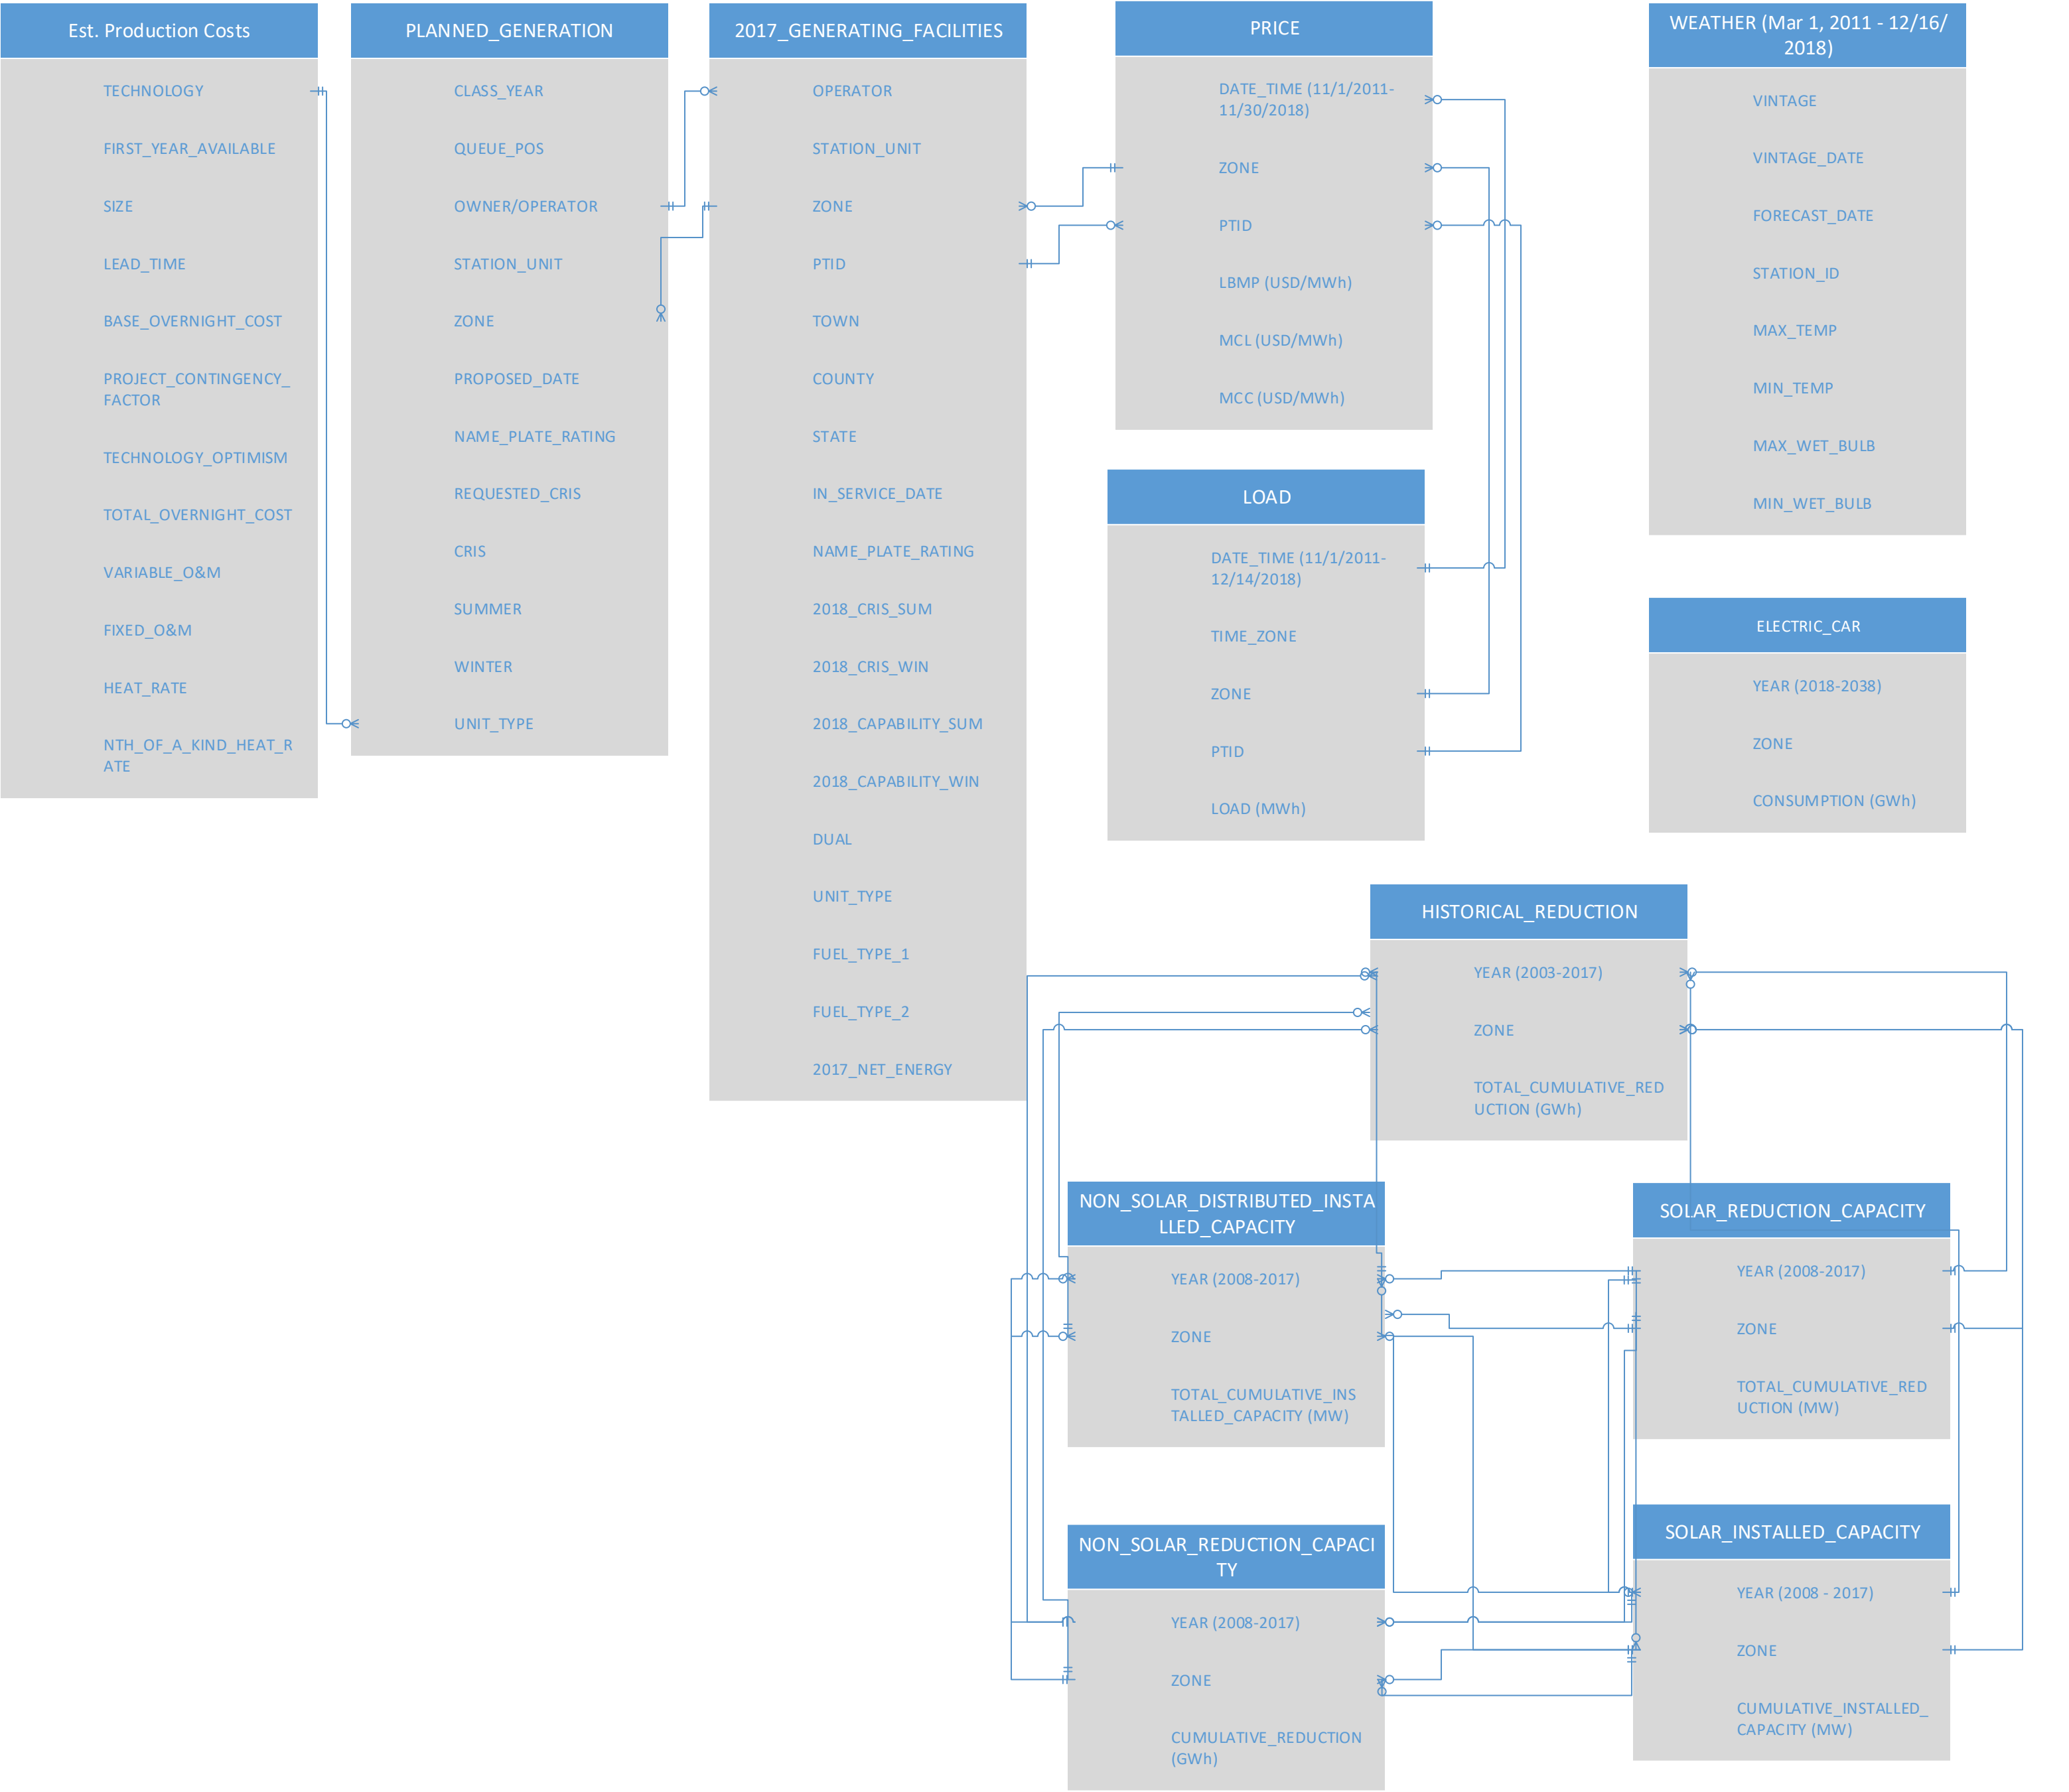 Est. Production Costs
TECHNOLOGY
FIRST_YEAR_AVAILABLE
SIZE
LEAD_TIME
BASE_OVERNIGHT_COST
PROJECT_CONTINGENCY_
FACTOR
TECHNOLOGY_OPTIMISM
TOTAL_OVERNIGHT_COST
VARIABLE_O&M
FIXED_O&M
HEAT_RATE
NTH_OF_A_KIND_HEAT_R
ATE
PLANNED_GENERATION
CLASS_YEAR
QUEUE_POS
OWNER/OPERATOR
STATION_UNIT
ZONE
PROPOSED_DATE
NAME_PLATE_RATING
REQUESTED_CRIS
CRIS
SUMMER
WINTER
UNIT_TYPE
2017_GENERATING_FACILITIES
OPERATOR
STATION_UNIT
ZONE
PTID
TOWN
COUNTY
STATE
IN_SERVICE_DATE
NAME_PLATE_RATING
2018_CRIS_SUM
2018_CRIS_WIN
2018_CAPABILITY_SUM
2018_CAPABILITY_WIN
DUAL
UNIT_TYPE
FUEL_TYPE_1
FUEL_TYPE_2
2017_NET_ENERGY
PRICE
DATE_TIME (11/1/2011-
11/30/2018)
ZONE
PTID
LBMP (USD/MWh)
MCL (USD/MWh)
MCC (USD/MWh)
LOAD
DATE_TIME (11/1/2011-
12/14/2018)
TIME_ZONE
ZONE
PTID
LOAD (MWh)
WEATHER (Mar 1, 2011 - 12/16/
2018)
VINTAGE
VINTAGE_DATE
FORECAST_DATE
STATION_ID
MAX_TEMP
MIN_TEMP
MAX_WET_BULB
MIN_WET_BULB
ELECTRIC_CAR
YEAR (2018-2038)
ZONE
CONSUMPTION (GWh)
HISTORICAL_REDUCTION
YEAR (2003-2017)
ZONE
TOTAL_CUMULATIVE_RED
UCTION (GWh)
NON_SOLAR_DISTRIBUTED_INSTA
LLED_CAPACITY
YEAR (2008-2017)
ZONE
TOTAL_CUMULATIVE_INS
TALLED_CAPACITY (MW)
SOLAR_REDUCTION_CAPACITY
YEAR (2008-2017)
ZONE
TOTAL_CUMULATIVE_RED
UCTION (MW)
NON_SOLAR_REDUCTION_CAPACI
TY
YEAR (2008-2017)
ZONE
CUMULATIVE_REDUCTION
(GWh)
SOLAR_INSTALLED_CAPACITY
YEAR (2008 - 2017)
ZONE
CUMULATIVE_INSTALLED_
CAPACITY (MW)